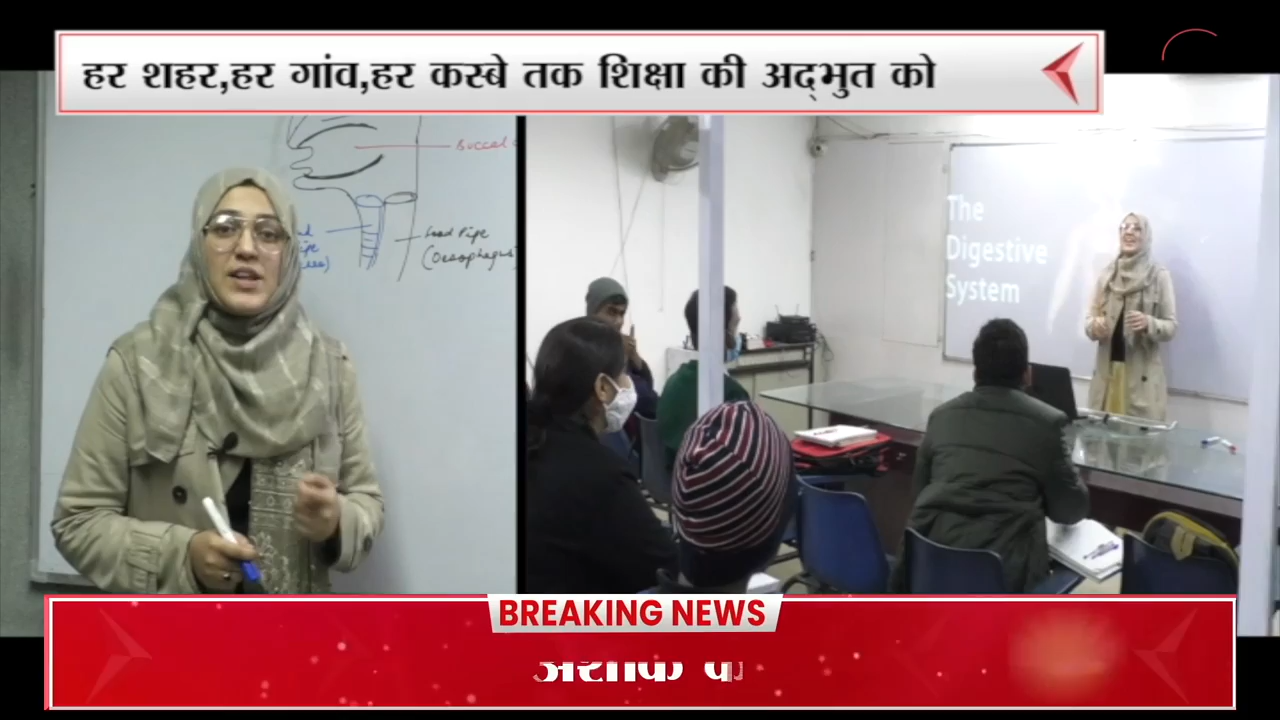 हर शहर,हर गांव,हर कस्बे तक शिक्षा की अद्भुत को
Buccal
Food Pipe
(Oesophagus)
The
Digestive
System
BREAKING NEWS